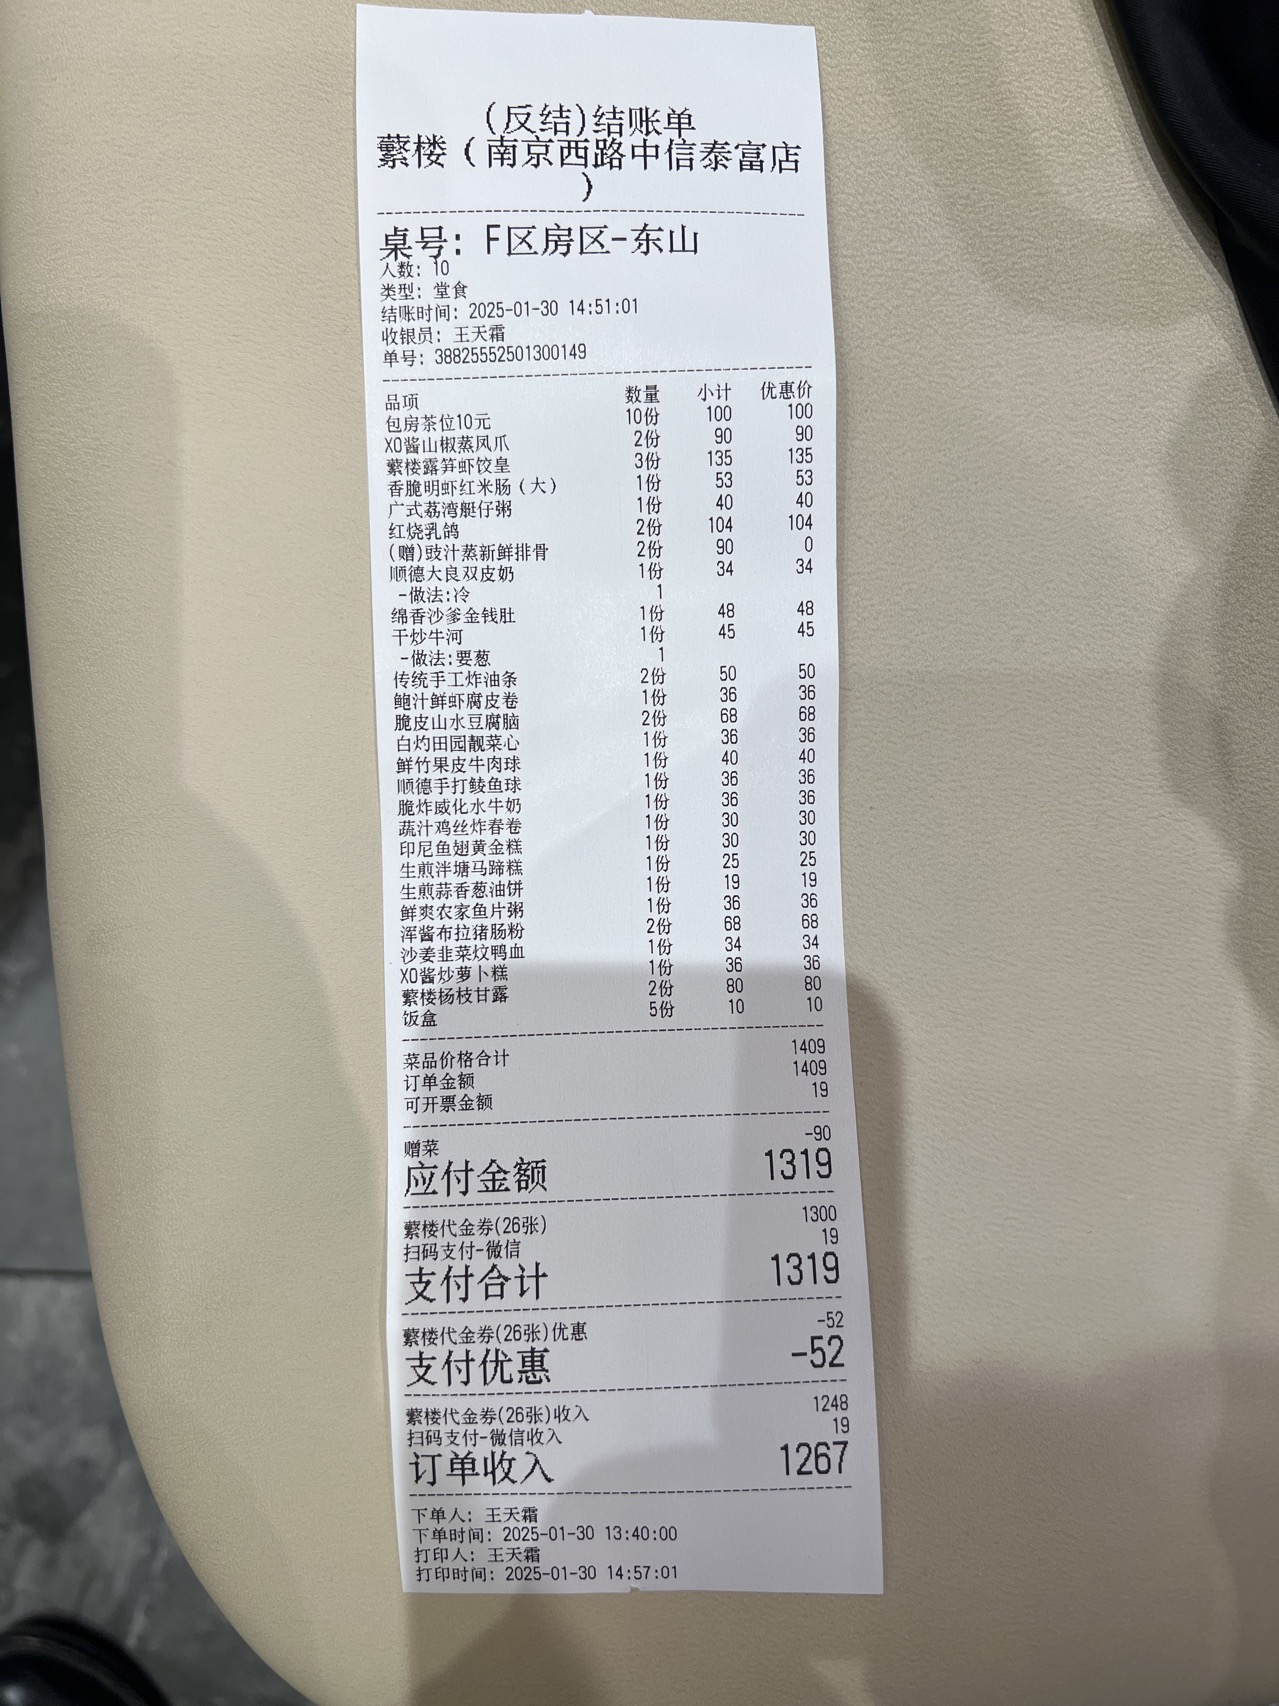 (反结)结账单
蘩楼(南京西路中信泰富店
)
桌号: F区房区-东山
人数: 10
类型: 堂食
结账时间: 2025-01-30 14:51:01
收银员: 王天霜
单号: 38825552501300149
品项 数量 小计 优惠价
包房茶位10元 10份 100 100
XO酱山椒蒸凤爪 2份 90 90
蘩楼露笋虾饺皇 3份 135 135
香脆明虾红米肠(大) 1份 53 53
广式荔湾艇仔粥 1份 40 40
红烧乳鸽 2份 104 104
(赠)豉汁蒸新鲜排骨 2份 90 0
顺德大良双皮奶 1份 34 34
-做法:冷 1
绵香沙爹金钱肚 1份 48 48
干炒牛河 1份 45 45
-做法:要葱 1
传统手工炸油条 2份 50 50
鲍汁鲜虾腐皮卷 1份 36 36
脆皮山水豆腐脑 2份 68 68
白灼田园靓菜心 1份 36 36
鲜竹果皮牛肉球 1份 40 40
顺德手打鲮鱼球 1份 36 36
脆炸威化水牛奶 1份 36 36
蔬汁鸡丝炸春卷 1份 30 30
印尼鱼翅黄金糕 1份 30 30
生煎泮塘马蹄糕 1份 25 25
生煎蒜香葱油饼 1份 19 19
鲜爽农家鱼片粥 1份 36 36
浑酱布拉猪肠粉 2份 68 68
沙姜韭菜炆鸭血 1份 34 34
XO酱炒萝卜糕 1份 36 36
蘩楼杨枝甘露 2份 80 80
饭盒 5份 10 10
菜品价格合计 1409
订单金额 1409
可开票金额 19
赠菜 -90
应付金额 1319
蘩楼代金券(26张) 1300
扫码支付-微信 19
支付合计 1319
蘩楼代金券(26张)优惠 -52
支付优惠 -52
蘩楼代金券(26张)收入 1248
扫码支付-微信收入 19
订单收入 1267
下单人: 王天霜
下单时间: 2025-01-30 13:40:00
打印人: 王天霜
打印时间: 2025-01-30 14:57:01